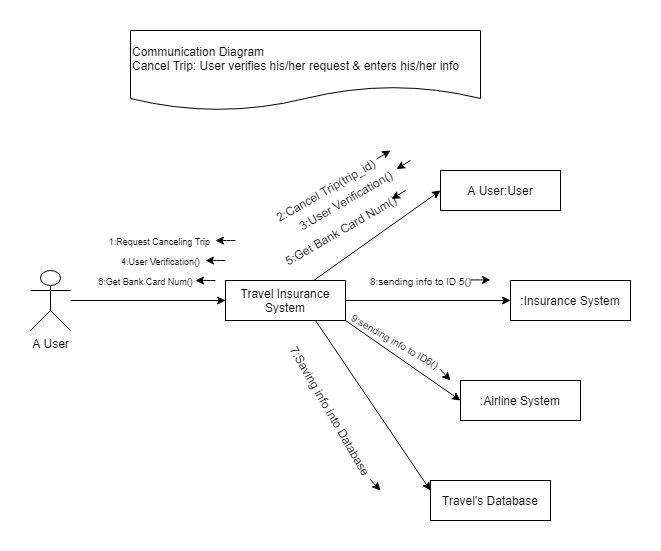 Communication Diagram
Cancel Trip: User verifies his/her request & enters his/her info
2:Cancel Trip(trip_id)
3:User Verification()
5:Get Bank Card Num()
A User:User
1:Request Canceling Trip
4:User Verification()
6:Get Bank Card Num()
A User
Travel Insurance
System
8:sending info to ID 5()
:Insurance System
9:sending info to ID6()
:Airline System
7:Saving info into Database
Travel's Database